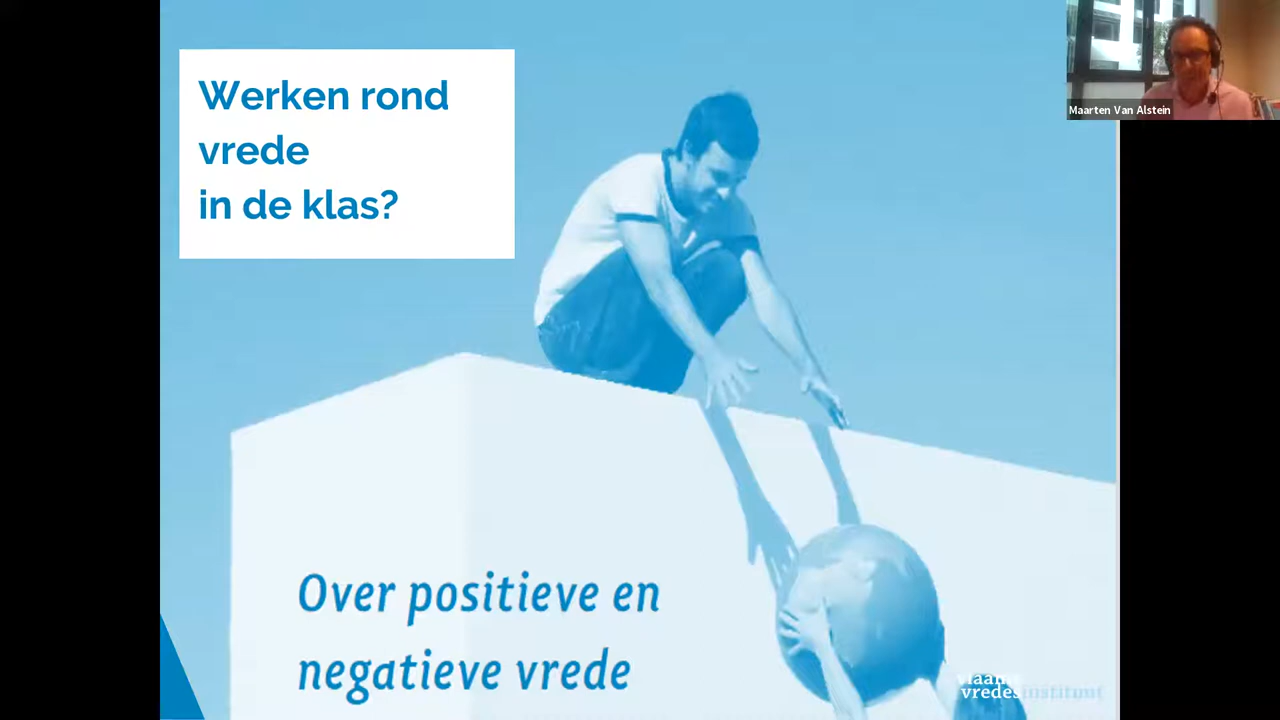 Werken rond
vrede
in de klas?
Maarten Van Alstein
Over positieve en
negatieve vrede
vlaams
vredesinstituut